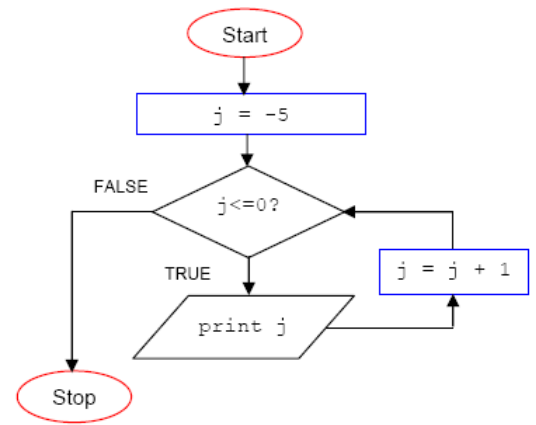 Start
j = -5
FALSE
j<=0?
TRUE
j = j + 1
print j
Stop